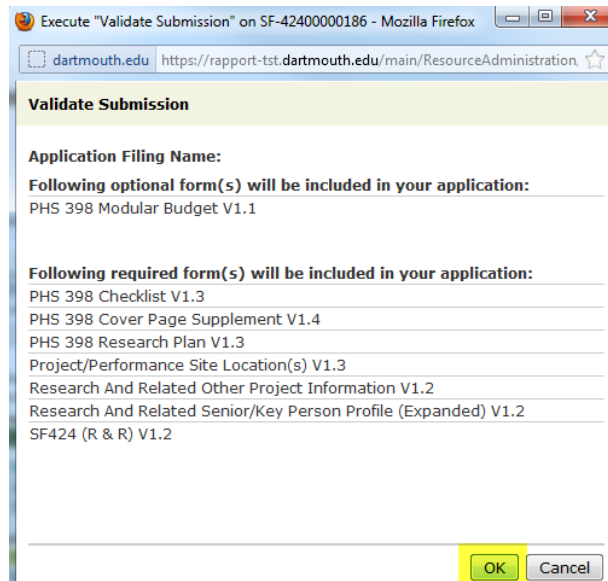 Execute "Validate Submission" on SF-42400000186 - Mozilla Firefox
dartmouth.edu https://rapport-tst.dartmouth.edu/main/ResourceAdministration,
Validate Submission
Application Filing Name:
Following optional form(s) will be included in your application:
PHS 398 Modular Budget V1.1
Following required form(s) will be included in your application:
PHS 398 Checklist V1.3
PHS 398 Cover Page Supplement V1.4
PHS 398 Research Plan V1.3
Project/Performance Site Location(s) V1.3
Research And Related Other Project Information V1.2
Research And Related Senior/Key Person Profile (Expanded) V1.2
SF424 (R & R) V1.2
OK Cancel